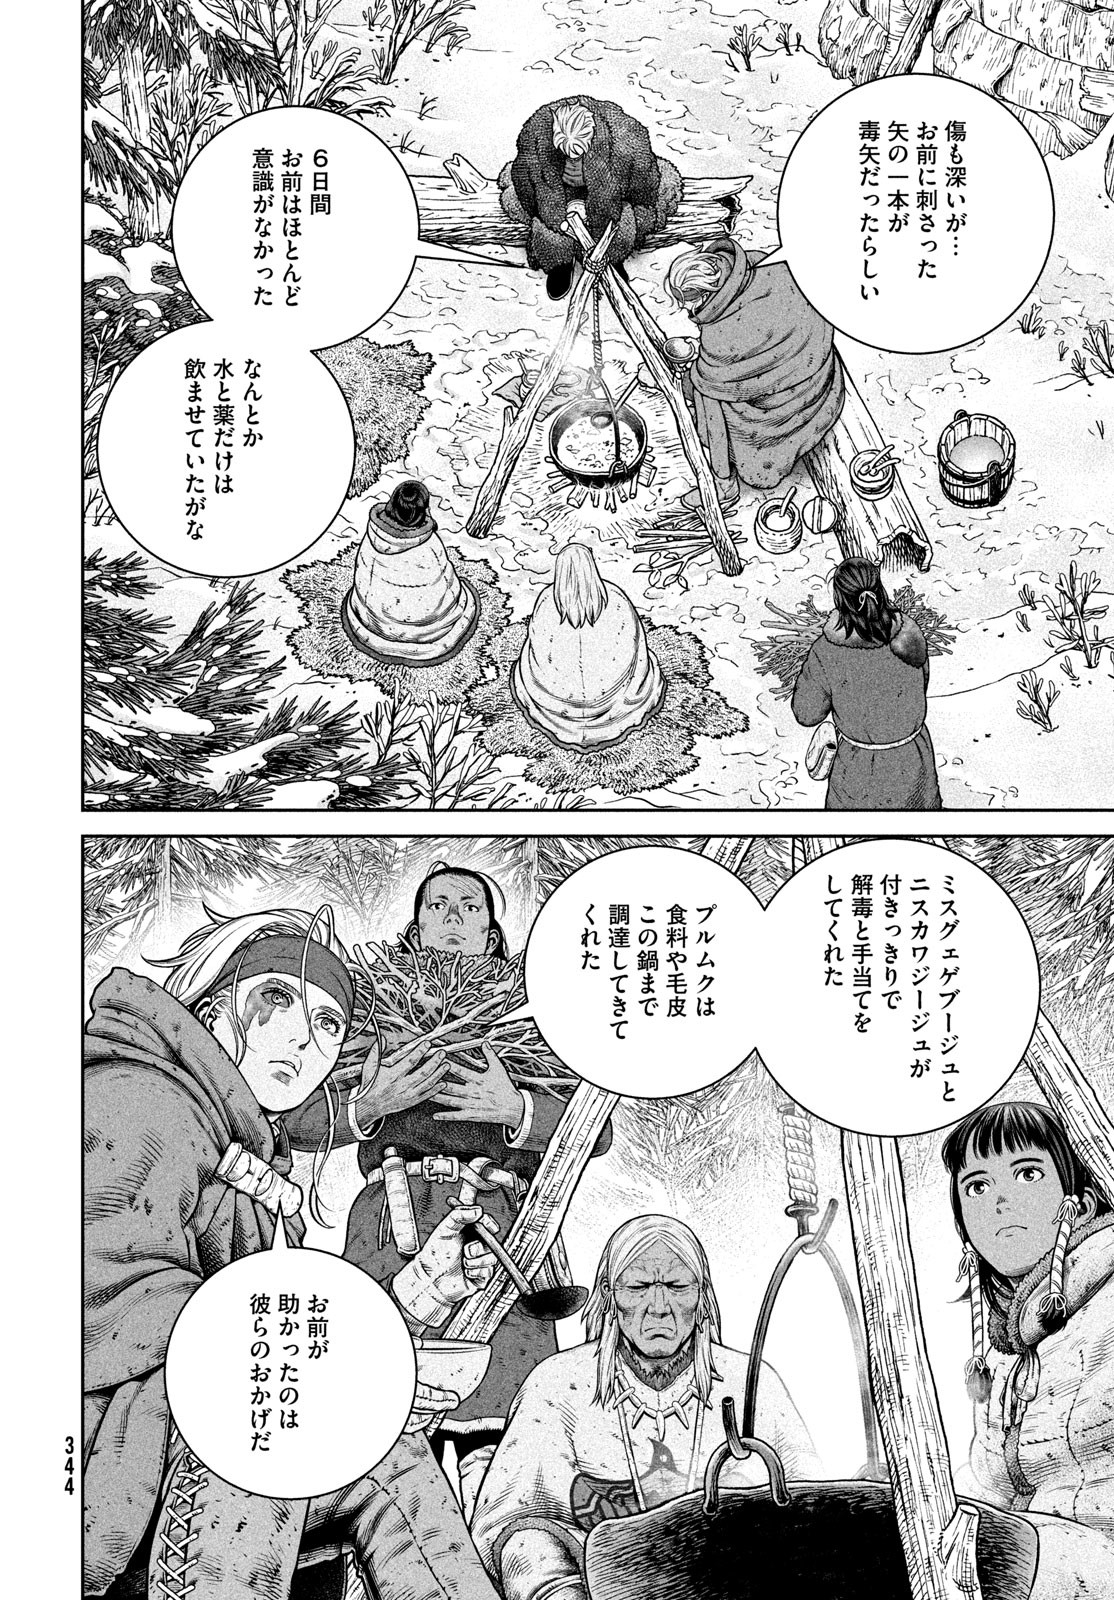 傷も深いが…
お前に刺さった
矢の一本が
毒矢だったらしい
6日間
お前はほとんど
意識がなかった
なんとか
水と薬だけは
飲ませていたがな
ミスグェゲブージュと
ニスカワジージュが
付きっきりで
解毒と手当てを
してくれた
プルムクは
食料や毛皮
この鍋まで
調達してきて
くれた
お前が
助かったのは
彼らのおかげだ
344